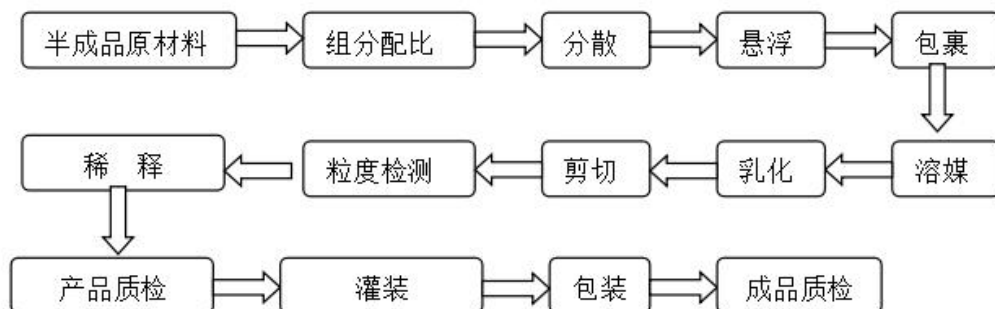 半成品原材料 组分配比 分散 悬浮 包裹
稀 释 粒度检测 剪切 乳化 溶媒
产品质检 灌装 包装 成品质检